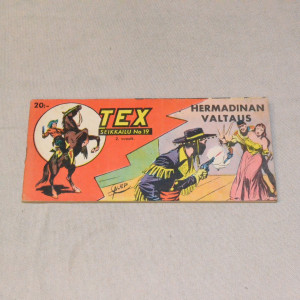 20:-
TEX
SEIKKAILU No 19
HERMADINAN
VALTAUS